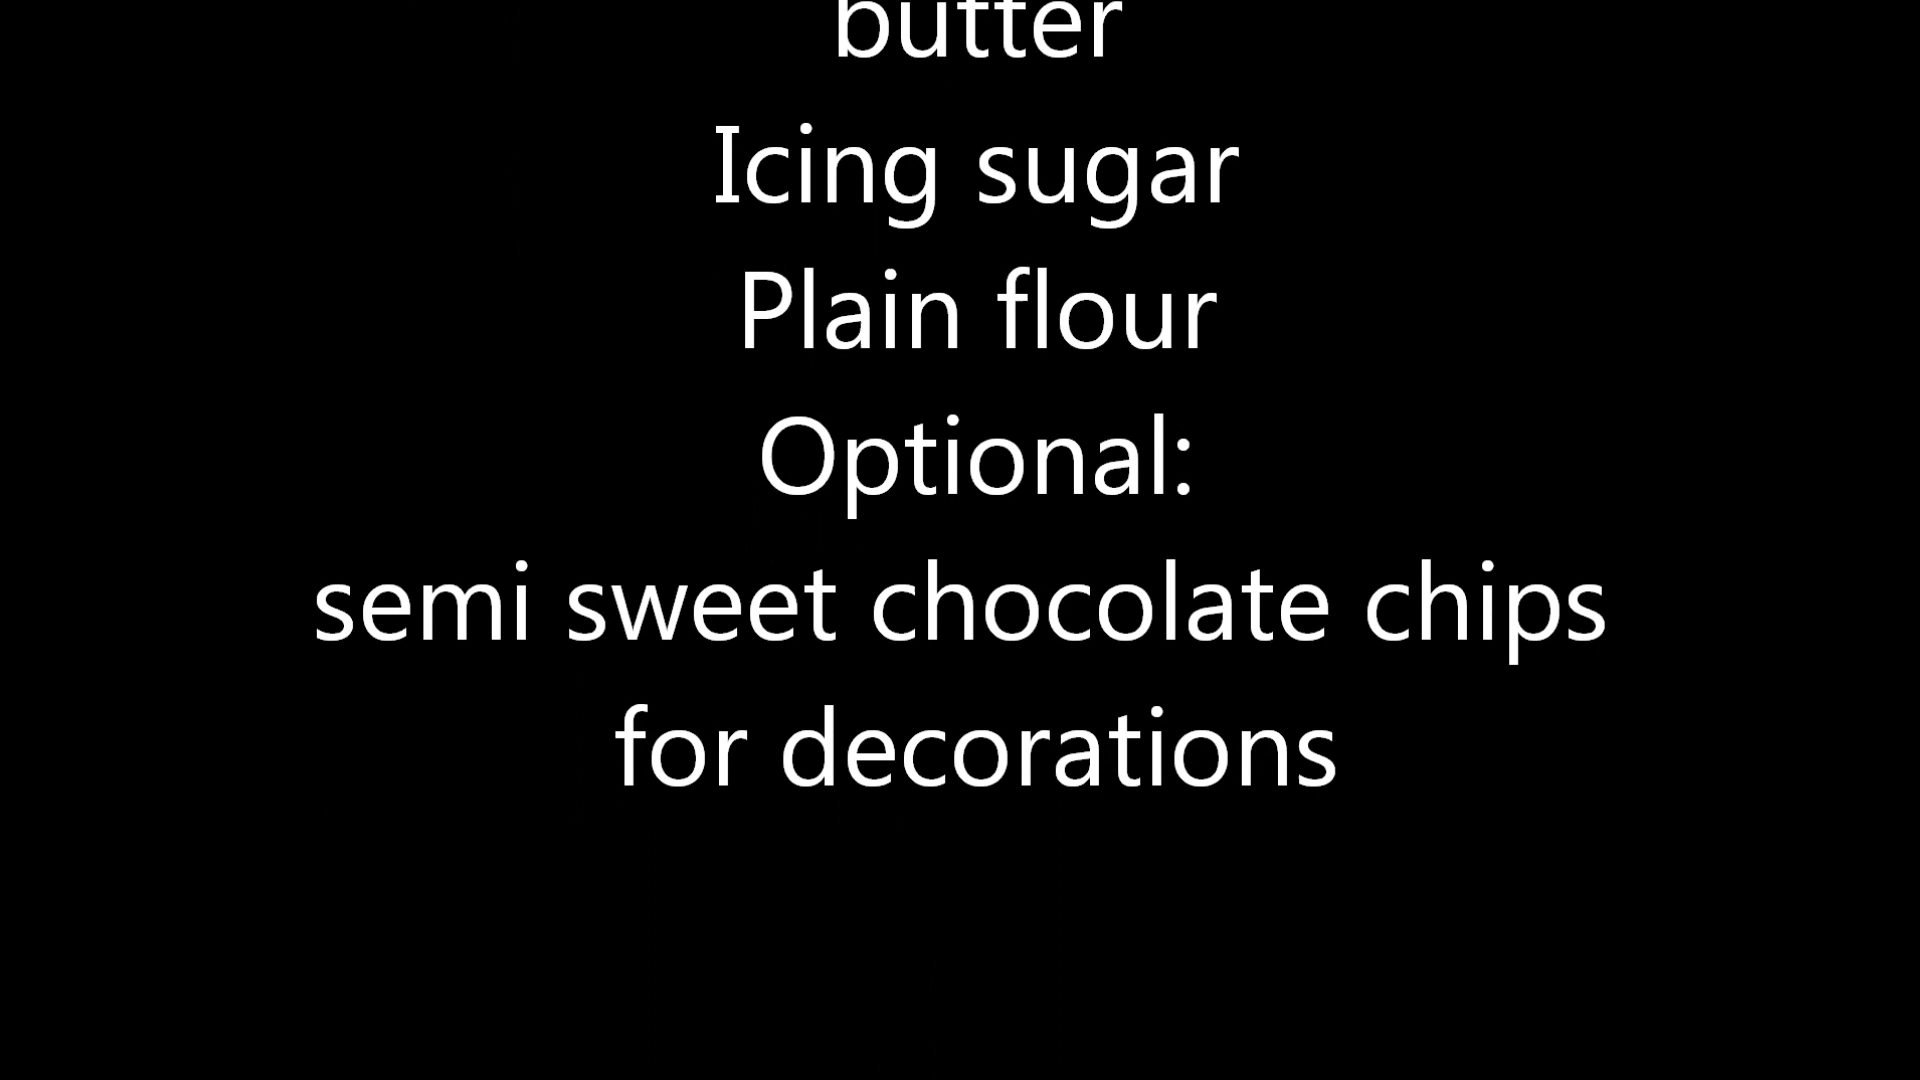 butter
Icing sugar
Plain flour
Optional:
semi sweet chocolate chips
for decorations